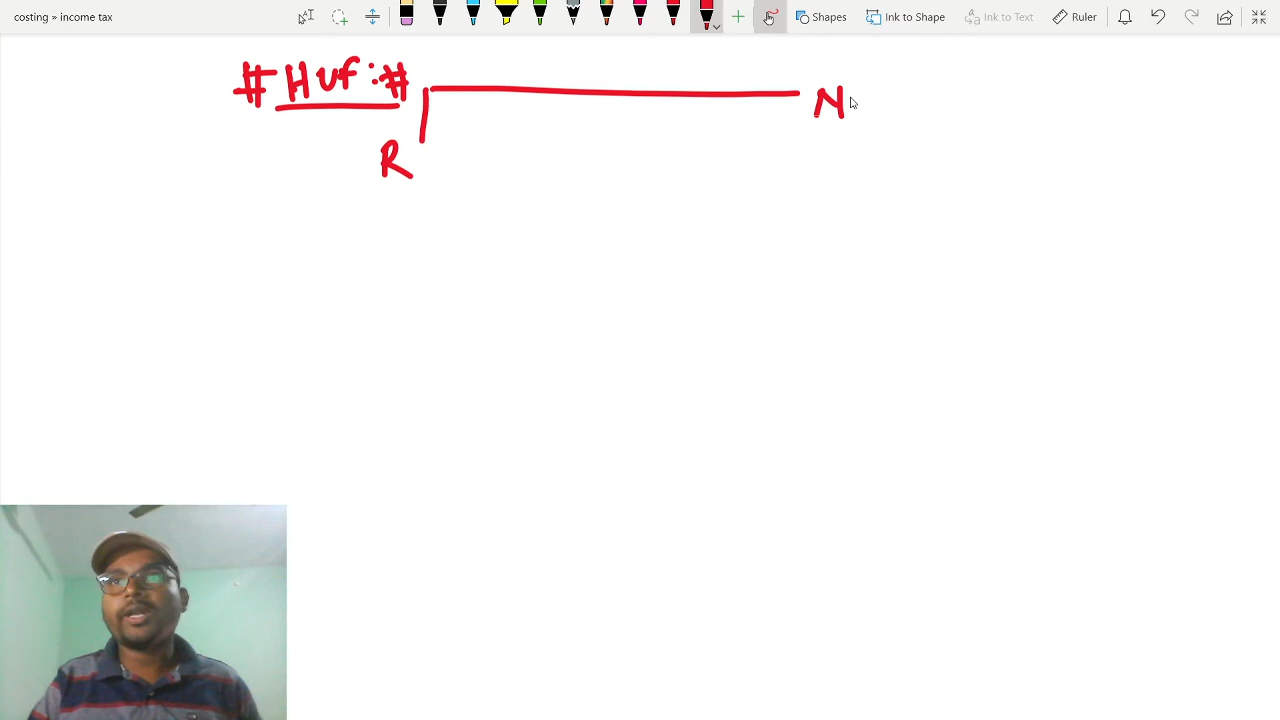 costing » income tax
Shapes
Ink to Shape
Ink to Text
Ruler
# Huf : #
N
R